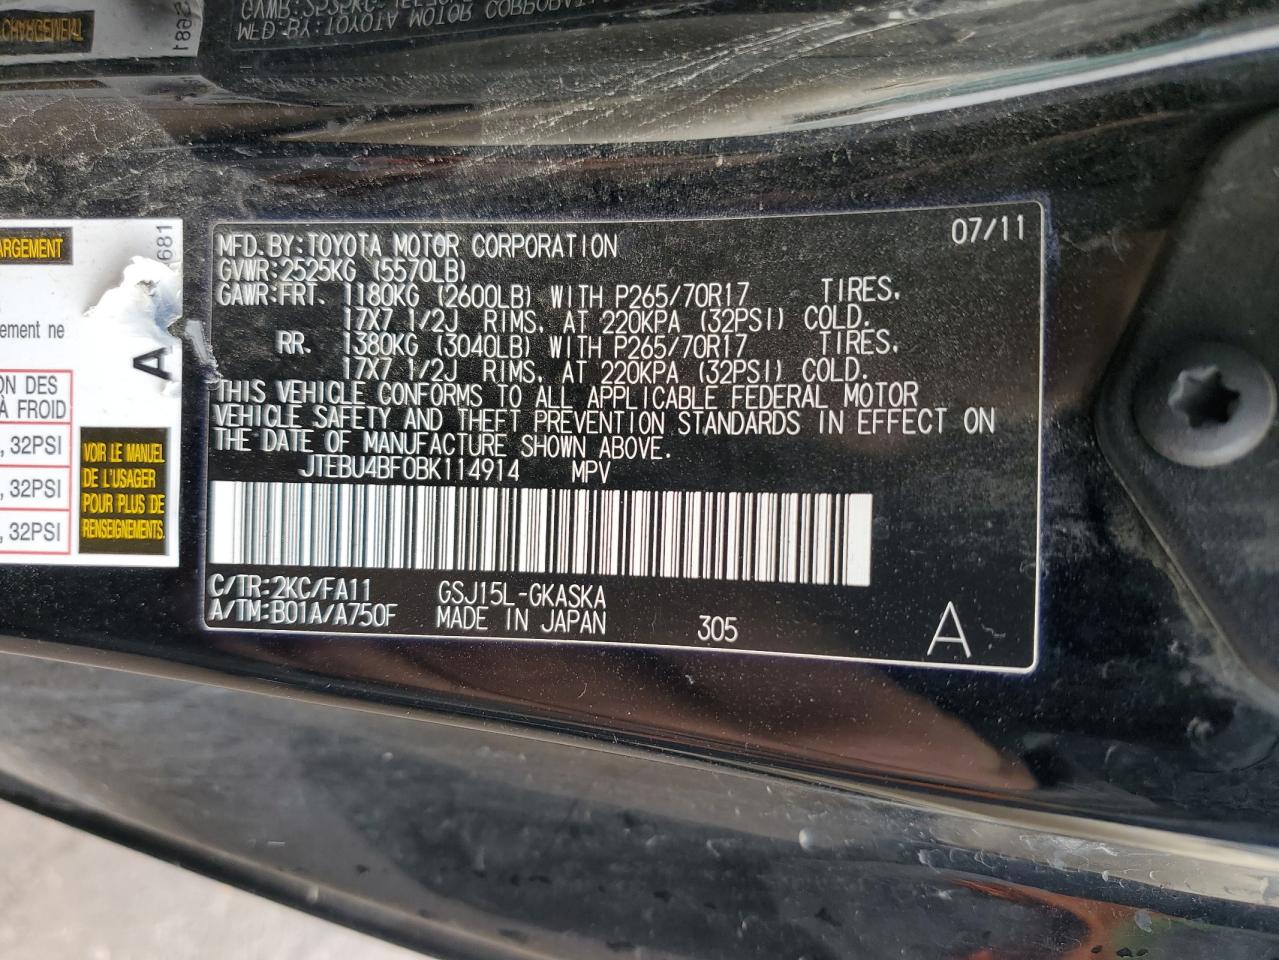 MFD.BY:TOYOTA MOTOR CORPORATION 07/11
GVWR:2525KG (5570LB)
GAWR:FRT. 1180KG (2600LB) WITH P265/70R17 TIRES.
17X7 1/2J RIMS. AT 220KPA (32PSI) COLD.
RR. 1380KG (3040LB) WITH P265/70R17 TIRES.
17X7 1/2J RIMS. AT 220KPA (32PSI) COLD.
THIS VEHICLE CONFORMS TO ALL APPLICABLE FEDERAL MOTOR
VEHICLE SAFETY AND THEFT PREVENTION STANDARDS IN EFFECT ON
THE DATE OF MANUFACTURE SHOWN ABOVE.
JTEBU4BF0BK114914 MPV
C/TR:2KC/FA11 GSJ15L-GKASKA
A/TM:B01A/A750F MADE IN JAPAN 305 A
ARGEMENT
681
ement ne
A
ON DES
À FROID
, 32PSI
, 32PSI
, 32PSI
VOIR LE MANUEL
DE L'USAGER
POUR PLUS DE
RENSEIGNEMENTS.